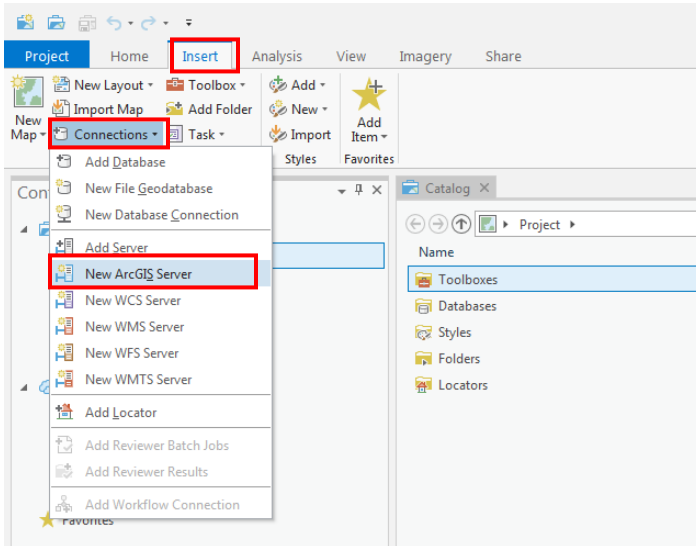 Project Home Insert Analysis View Imagery Share
New Map
New Layout Toolbox Add
Import Map Add Folder New
Connections Task Import
Add Item
Styles Favorites
Add Database
New File Geodatabase
New Database Connection
Add Server
New ArcGIS Server
New WCS Server
New WMS Server
New WFS Server
New WMTS Server
Add Locator
Add Reviewer Batch Jobs
Add Reviewer Results
Add Workflow Connection
Con
Favorites
Catalog
Project
Name
Toolboxes
Databases
Styles
Folders
Locators